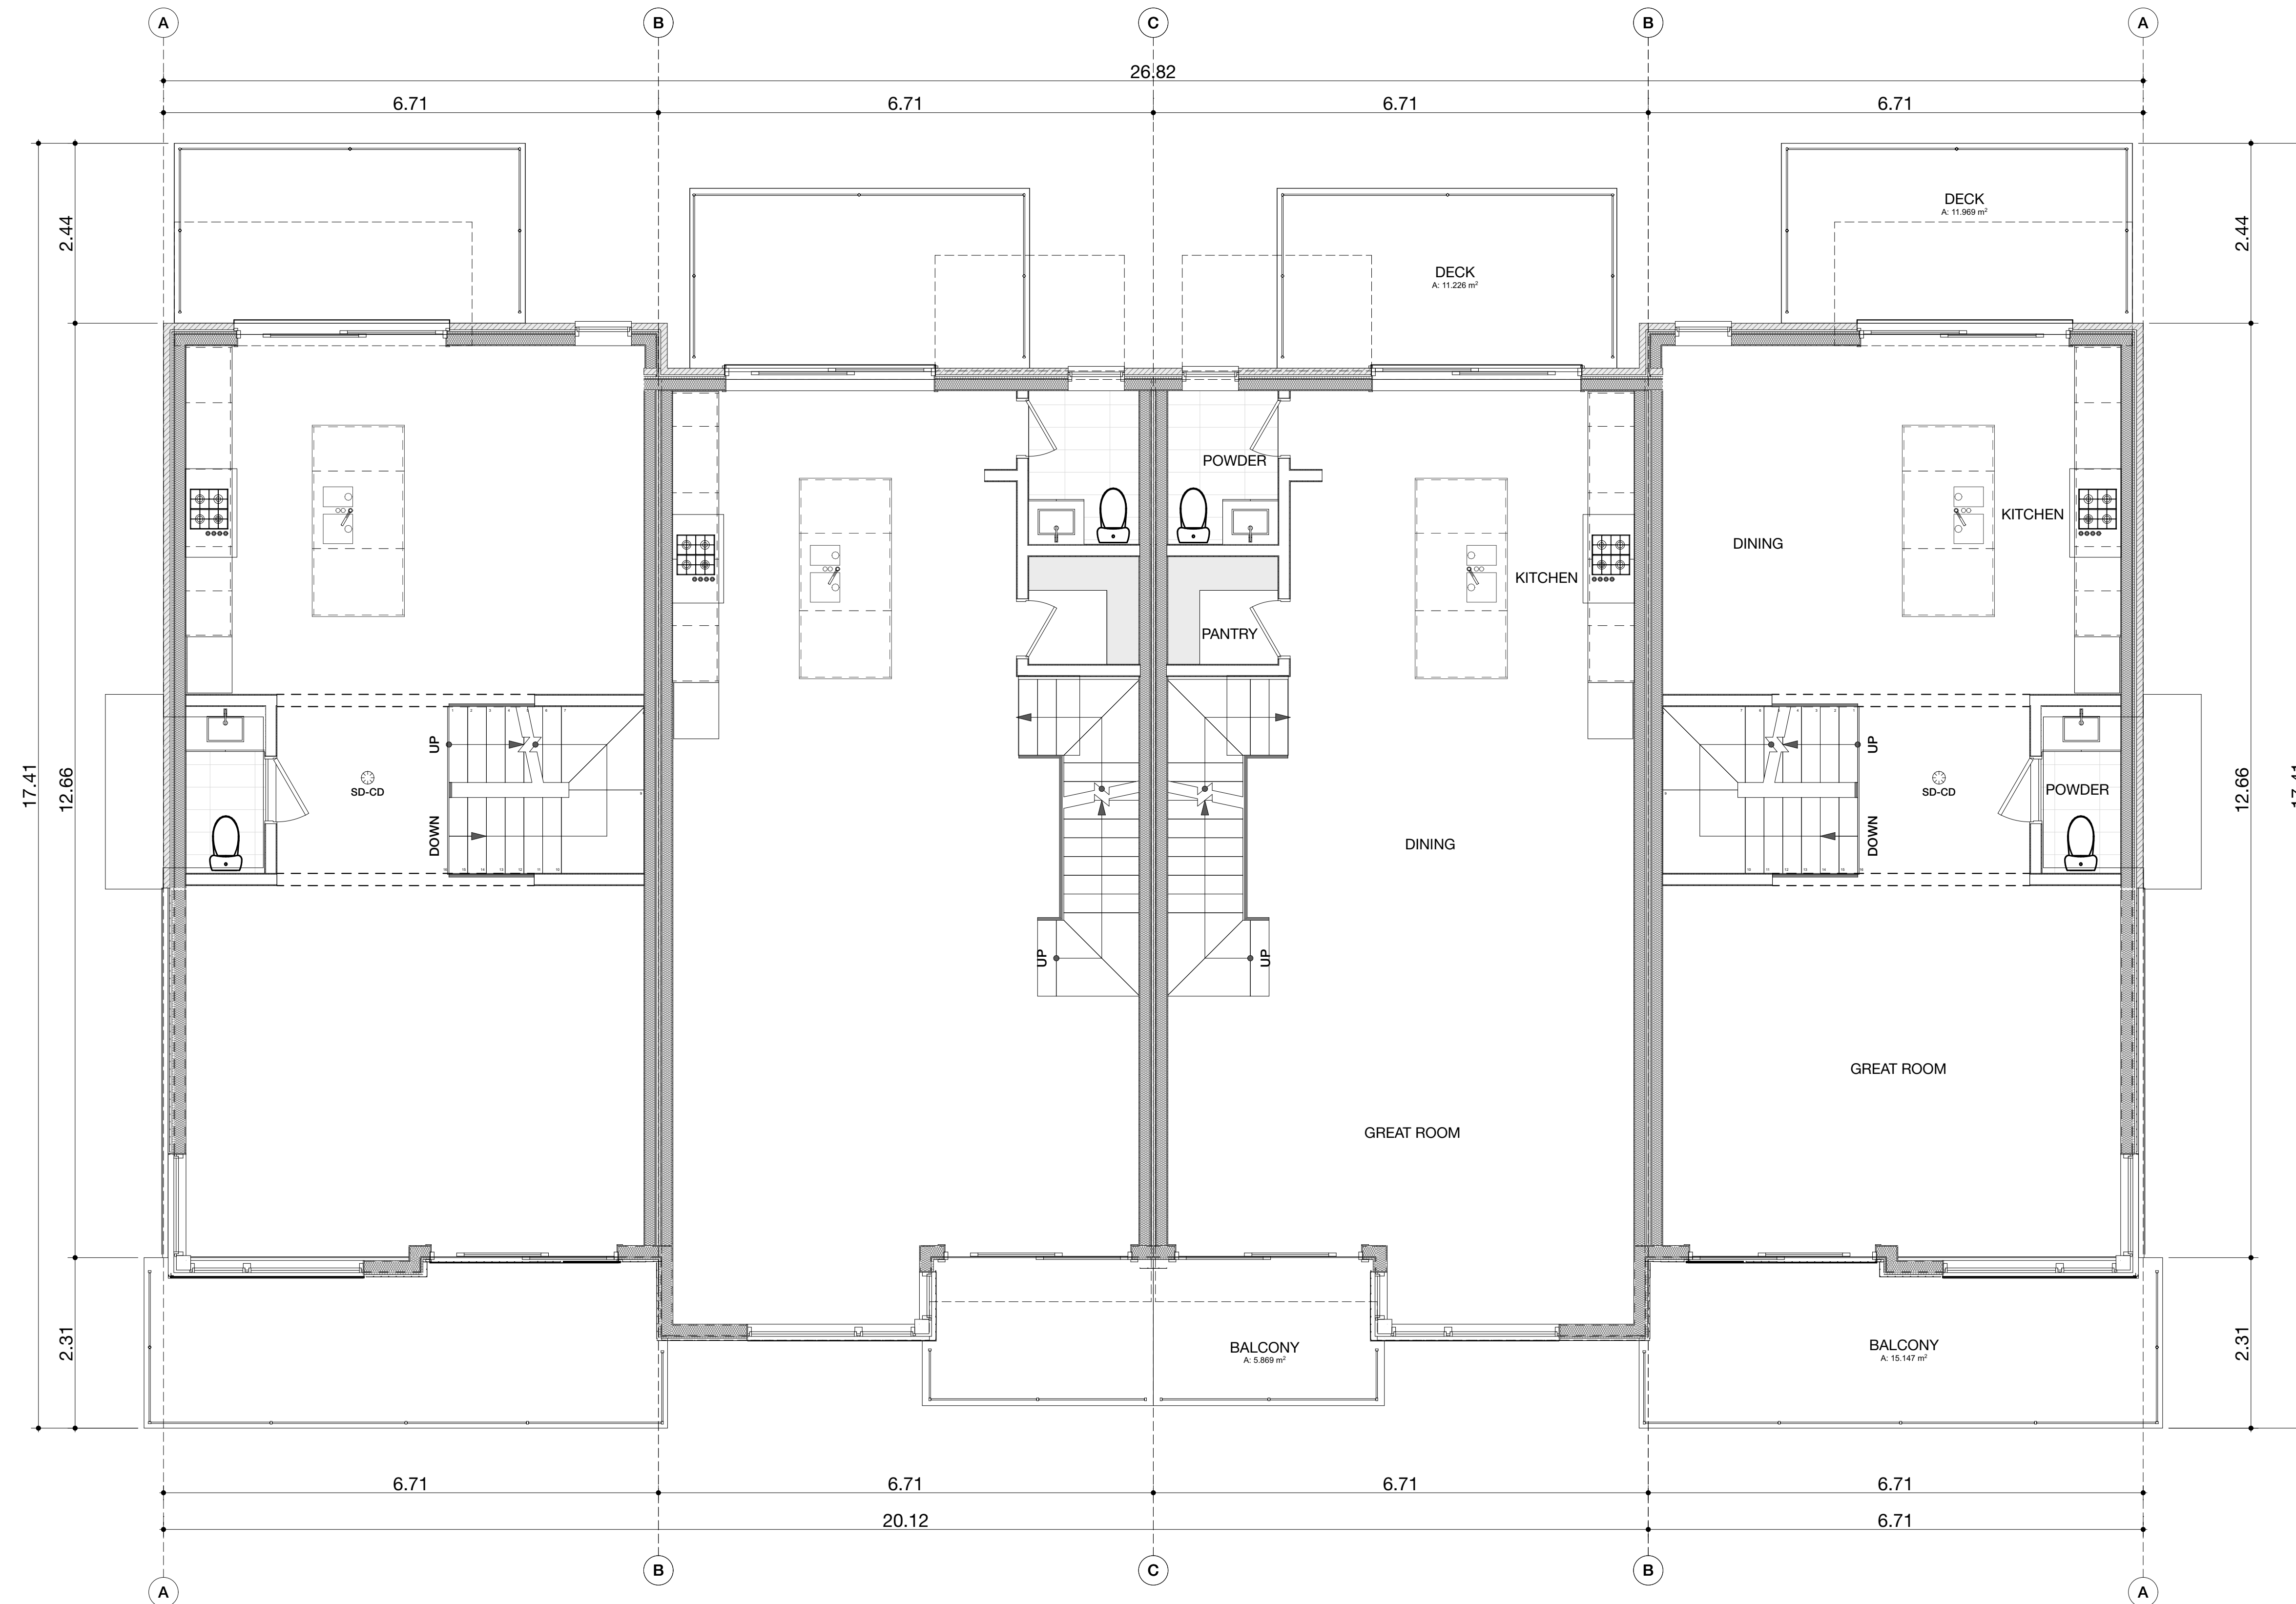 A B C B A
26.82
6.71 6.71 6.71 6.71
2.44
DECK
A: 11.969 m²
2.44
DECK
A: 11.226 m²
POWDER
KITCHEN
DINING
KITCHEN
PANTRY
UP
UP
17.41
12.66
SD-CD
SD-CD
POWDER
12.66
17.41
DOWN
DINING
DOWN
UP
UP
GREAT ROOM
GREAT ROOM
2.31
BALCONY
A: 5.869 m²
BALCONY
A: 15.147 m²
2.31
6.71 6.71 6.71 6.71
20.12 6.71
B C B
A A